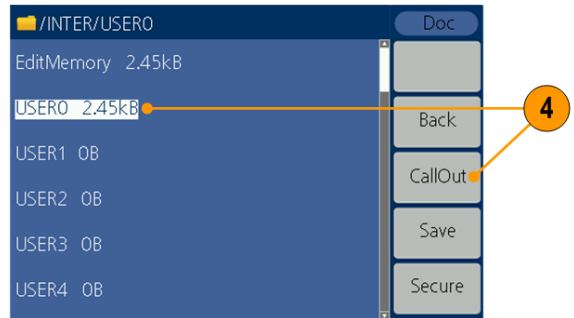 /INTER/USER0
Doc
EditMemory 2.45kB
USER0 2.45kB
USER1 0B
USER2 0B
USER3 0B
USER4 0B
Back
CallOut
Save
Secure
4